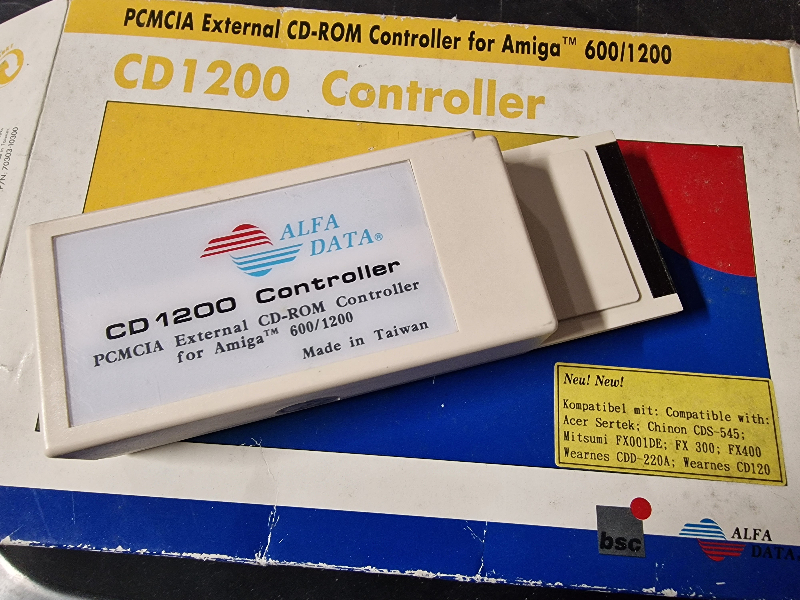 PCMCIA External CD-ROM Controller for Amiga™ 600/1200
CD1200 Controller
P/N: 70303-10300
ALFA
DATA®
CD1200 Controller
PCMCIA External CD-ROM Controller
for Amiga™ 600/1200
Made in Taiwan
Neu! New!
Kompatibel mit: Compatible with:
Acer Sertek; Chinon CDS-545;
Mitsumi FX001DE; FX 300; FX400
Wearnes CDD-220A; Wearnes CD120
bsc
ALFA
DATA